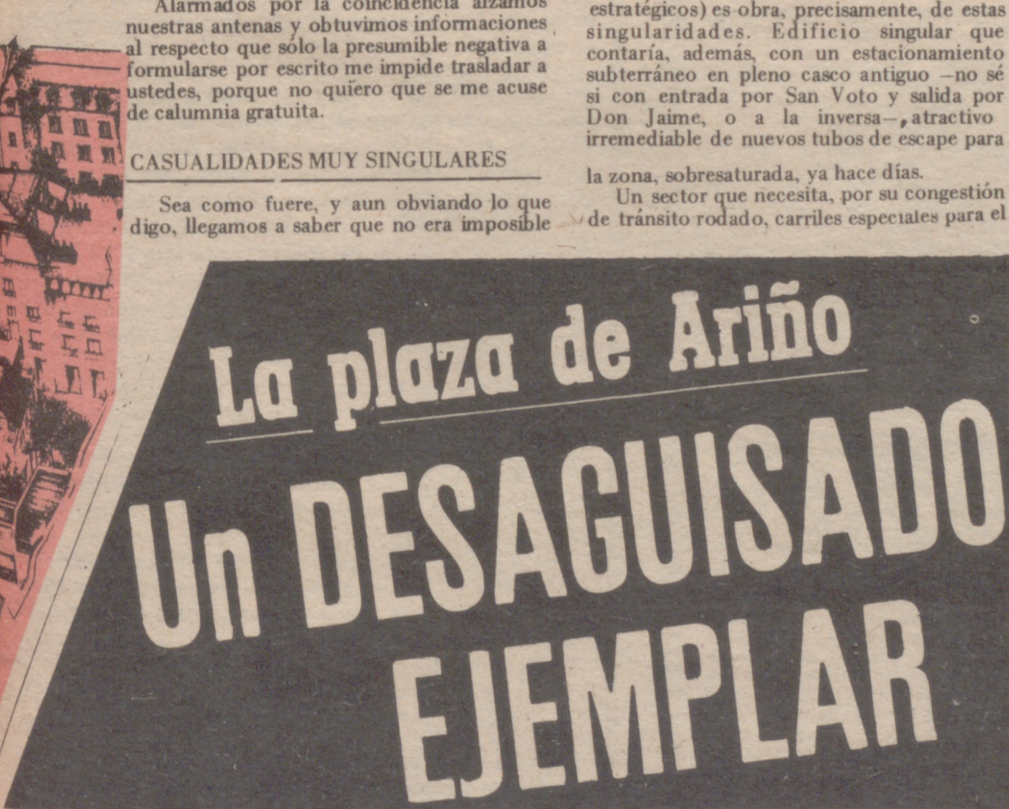 Alarmados por la coincidencia alzamos
nuestras antenas y obtuvimos informaciones
al respecto que sólo la presumible negativa a
formularse por escrito me impide trasladar a
ustedes, porque no quiero que se me acuse
de calumnia gratuita.
CASUALIDADES MUY SINGULARES
Sea como fuere, y aun obviando lo que
digo, llegamos a saber que no era imposible
estratégicos) es obra, precisamente, de estas
singularidades. Edificio singular que
contaría, además, con un estacionamiento
subterráneo en pleno casco antiguo —no sé
si con entrada por San Voto y salida por
Don Jaime, o a la inversa—, atractivo
irremediable de nuevos tubos de escape para
la zona, sobresaturada, ya hace días.
Un sector que necesita, por su congestión
de tránsito rodado, carriles especiales para el
La plaza de Ariño
Un DESAGUISADO
EJEMPLAR